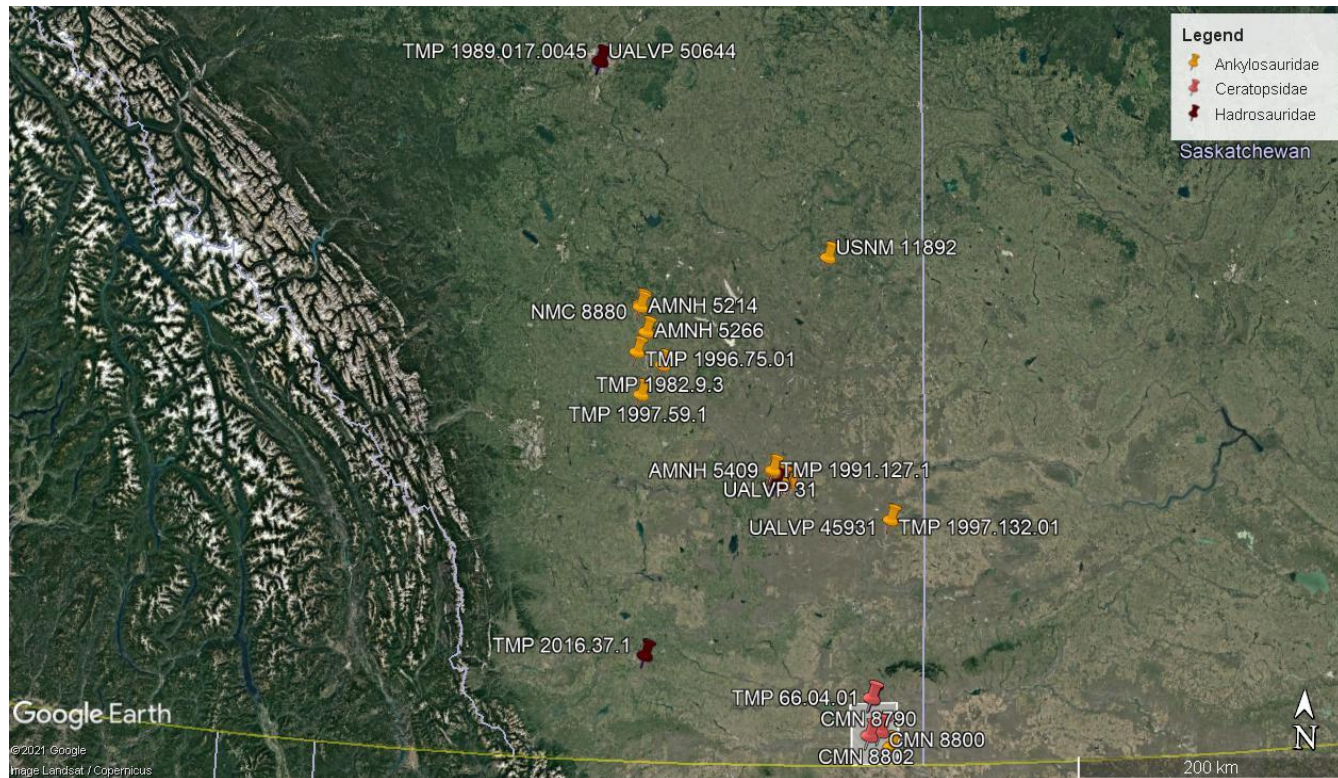 TMP 1989.017.0045
UALVP 50644
Legend
Ankylosauridae
Ceratopsidae
Hadrosauridae
Saskatchewan
USNM 11892
NMC 8880
AMNH 5214
AMNH 5266
TMP 1996.75.01
TMP 1982.9.3
TMP 1997.59.1
AMNH 5409
TMP 1991.127.1
UALVP 31
UALVP 45931
TMP 1997.132.01
TMP 2016.37.1
TMP 66.04.01
CMN 8790
CMN 8800
CMN 8802
Google Earth
©2021 Google
Image Landsat / Copernicus
N
200 km